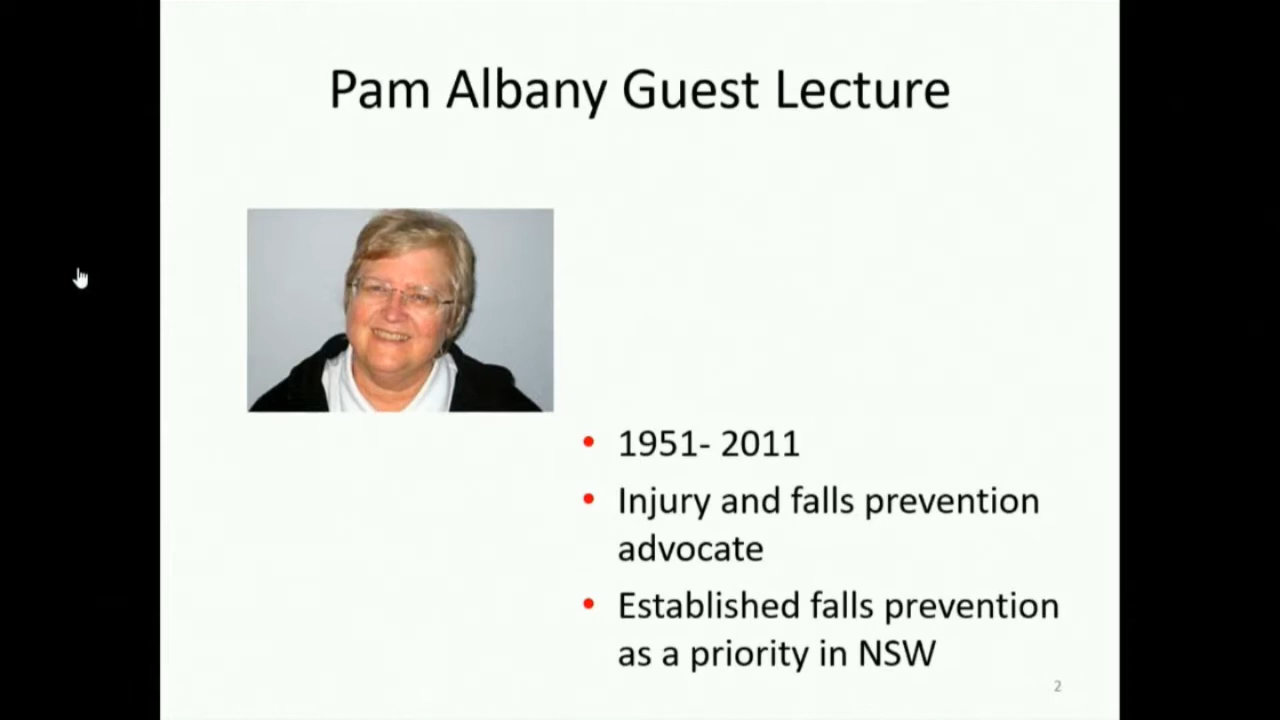 Pam Albany Guest Lecture
• 1951- 2011
• Injury and falls prevention
advocate
• Established falls prevention
as a priority in NSW
2